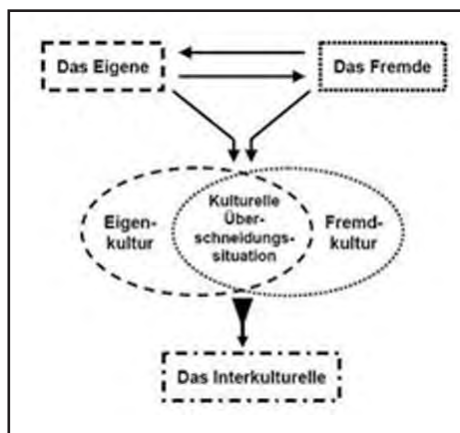 Das Eigene
Das Fremde
Eigen-
kultur
Kulturelle
Über-
schneidungs-
situation
Fremd-
kultur
Das Interkulturelle